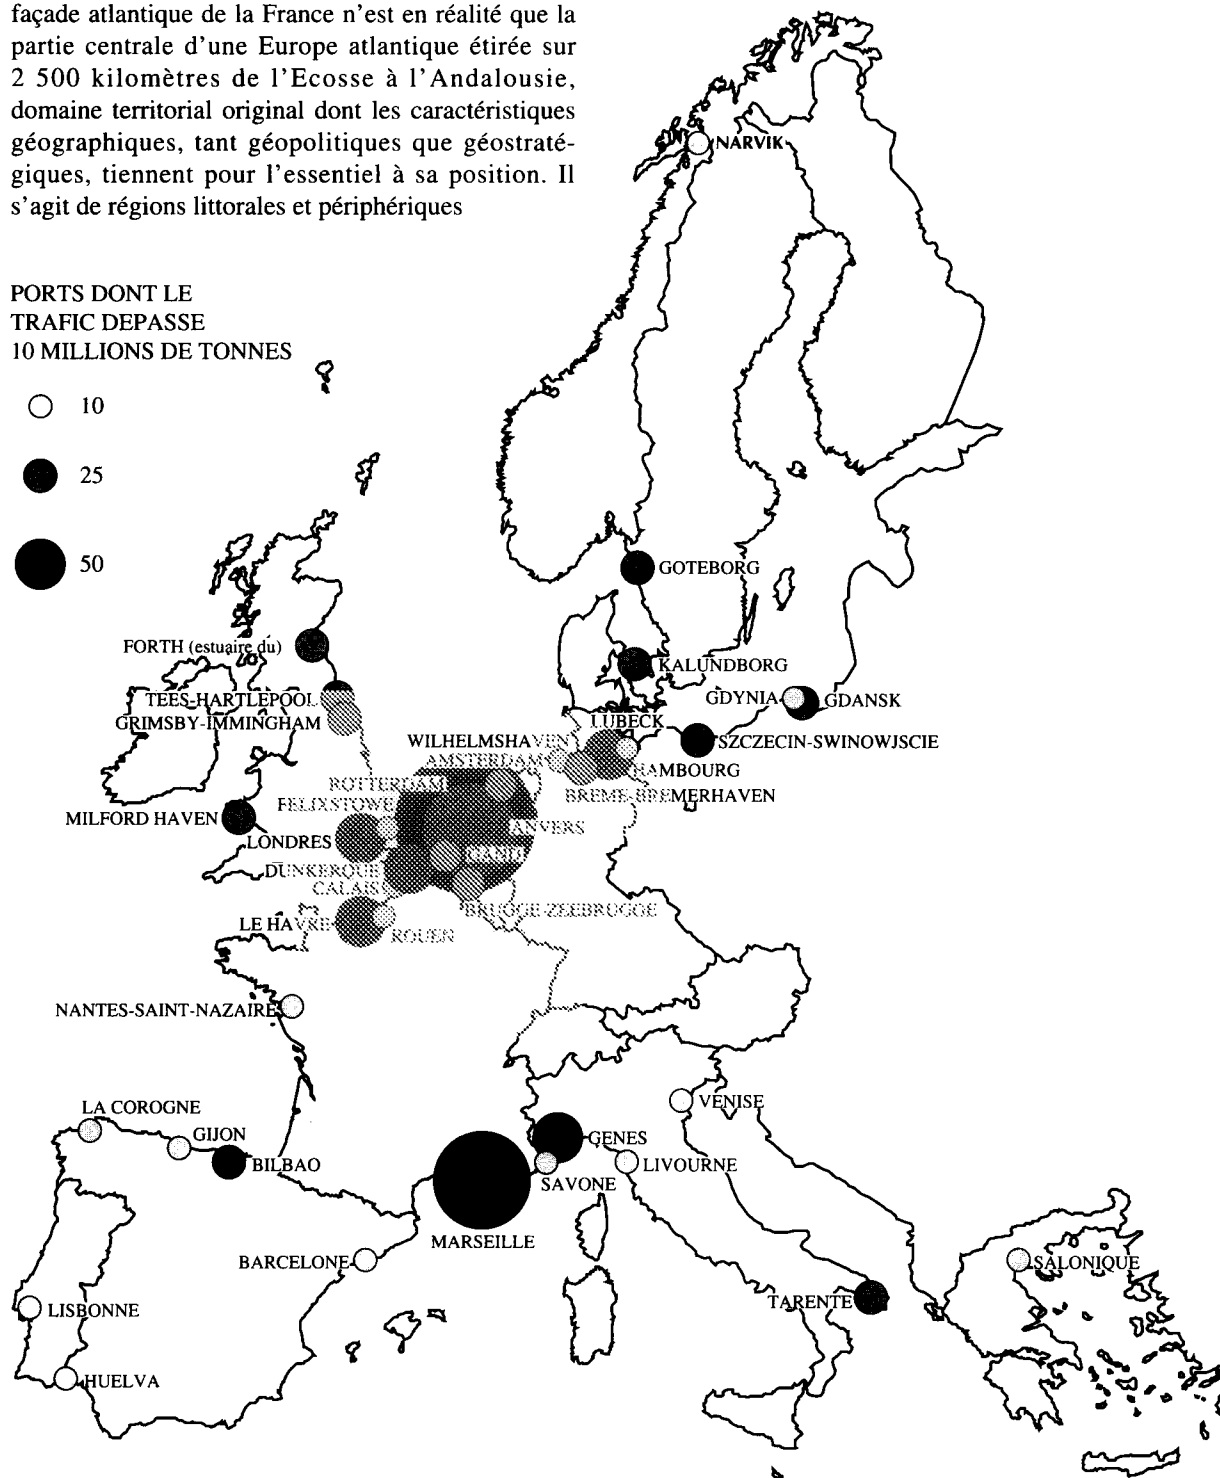 façade atlantique de la France n'est en réalité que la
partie centrale d'une Europe atlantique étirée sur
2 500 kilomètres de l'Ecosse à l'Andalousie,
domaine territorial original dont les caractéristiques
géographiques, tant géopolitiques que géostraté-
giques, tiennent pour l'essentiel à sa position. Il
s'agit de régions littorales et périphériques
NARVIK
PORTS DONT LE
TRAFIC DEPASSE
10 MILLIONS DE TONNES
10
25
50
GOTEBORG
FORTH (estuaire du)
KALUNDBORG
TEES-HARTLEPOOL
GDYNIA
GDANSK
GRIMSBY-IMMINGHAM
LUBECK
WILHELMSHAVEN
SZCZECIN-SWINOWJSCIE
AMSTERDAM
HAMBOURG
ROTTERDAM
BREME-BREMERHAVEN
FELIXSTOWE
MILFORD HAVEN
ANVERS
LONDRES
GAND
DUNKERQUE
CALAIS
BRUGGE-ZEEBRUGGE
LE HAVRE
ROUEN
NANTES-SAINT-NAZAIRE
VENISE
LA COROGNE
GIJON
GENES
BILBAO
LIVOURNE
SAVONE
MARSEILLE
BARCELONE
SALONIQUE
TARENTE
LISBONNE
HUELVA